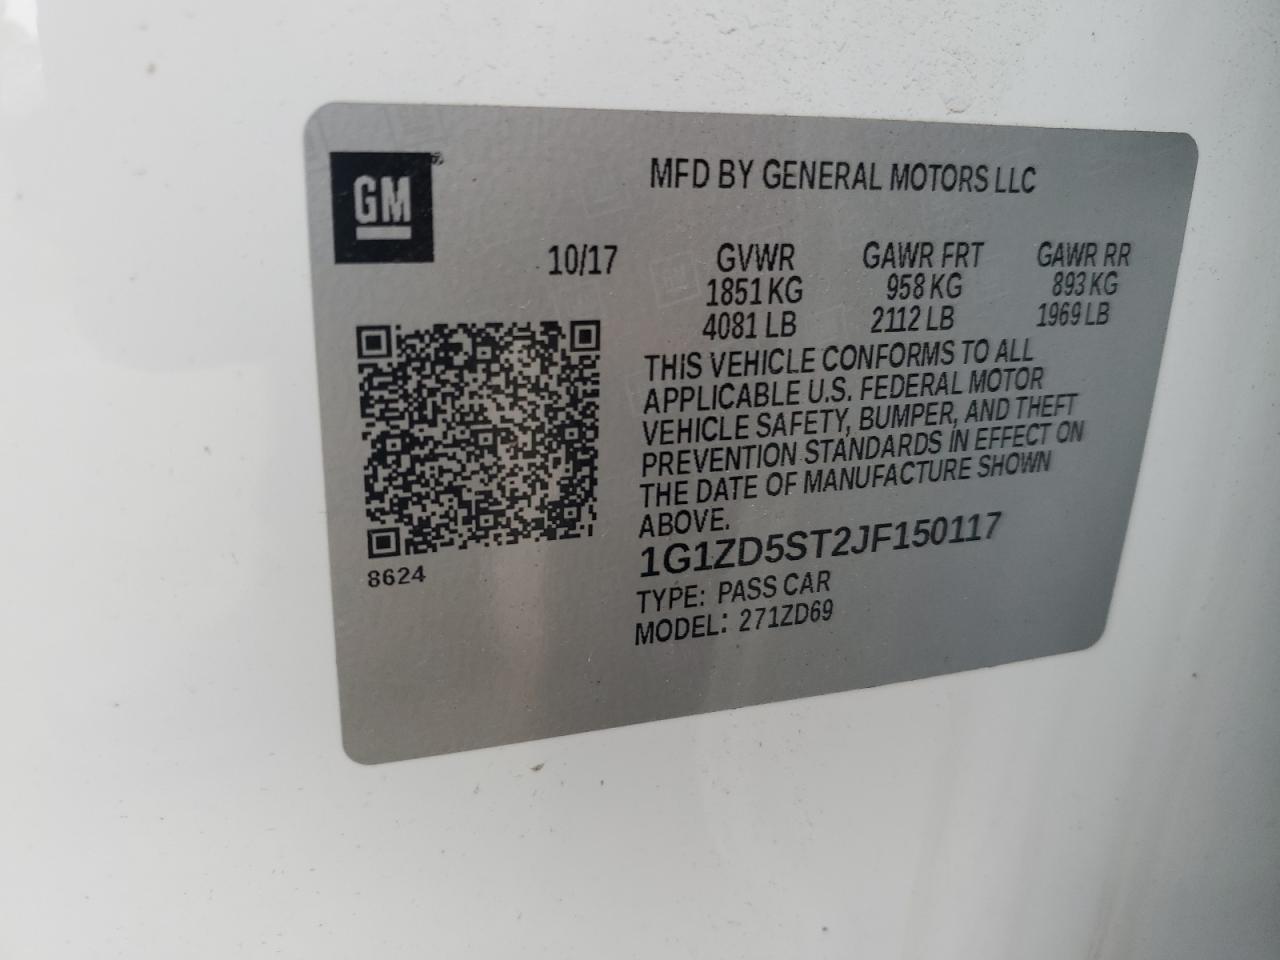 GM
MFD BY GENERAL MOTORS LLC
10/17 GVWR GAWR FRT GAWR RR
1851 KG 958 KG 893 KG
4081 LB 2112 LB 1969 LB
THIS VEHICLE CONFORMS TO ALL
APPLICABLE U.S. FEDERAL MOTOR
VEHICLE SAFETY, BUMPER, AND THEFT
PREVENTION STANDARDS IN EFFECT ON
THE DATE OF MANUFACTURE SHOWN
ABOVE.
1G1ZD5ST2JF150117
TYPE: PASS CAR
MODEL: 271ZD69
8624